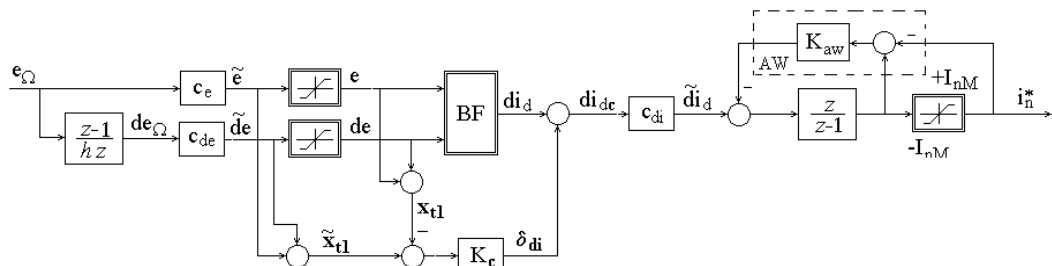 e_Ω
c_e
ẽ
e
z-1
h z
de_Ω
c_de
d̃e
de
BF
di_d
di_dc
c_di
d̃i_d
K_aw
AW
−
−
z
z-1
+I_nM
-I_nM
i_n*
x_t1
−
x̃_t1
K_c
δ_di